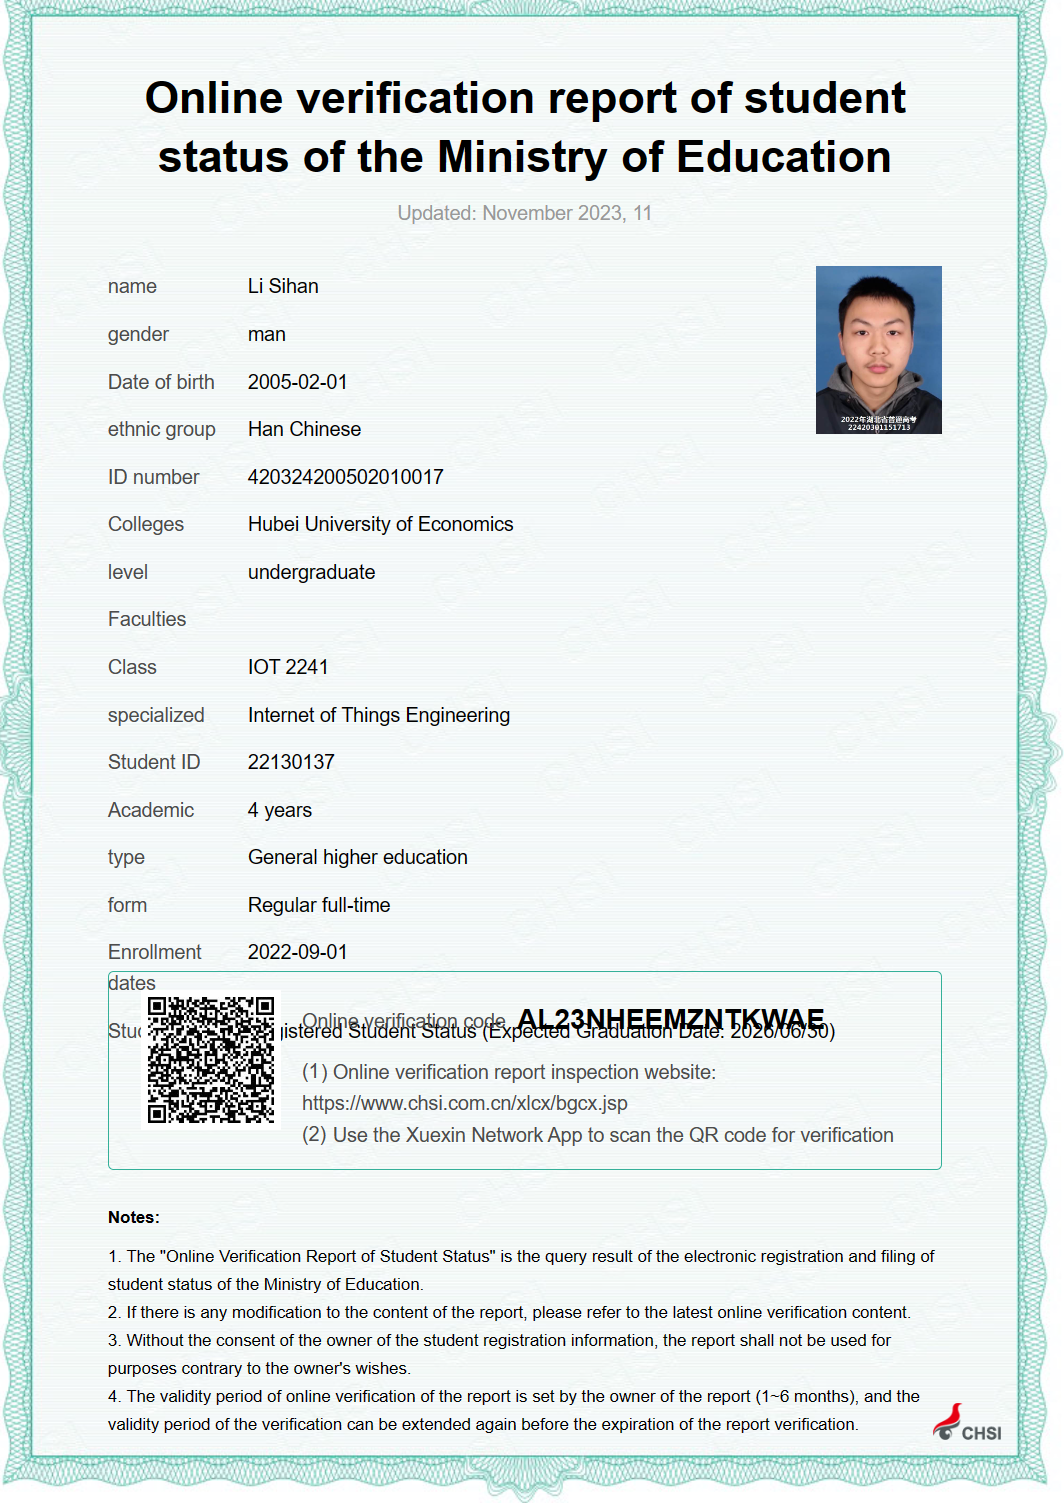 Online verification report of student
status of the Ministry of Education
Updated: November 2023, 11
name Li Sihan
gender man
Date of birth 2005-02-01
ethnic group Han Chinese
ID number 420324200502010017
Colleges Hubei University of Economics
level undergraduate
Faculties
Class IOT 2241
specialized Internet of Things Engineering
Student ID 22130137
Academic 4 years
type General higher education
form Regular full-time
Enrollment 2022-09-01
dates
2022年湖北省普通高考
22420301151713
Online verification code AL23NHEEMZNTKWAE
Student Status (Expected Graduation Date: 2026/06/30)
(1) Online verification report inspection website:
https://www.chsi.com.cn/xlcx/bgcx.jsp
(2) Use the Xuexin Network App to scan the QR code for verification
Notes:
1. The "Online Verification Report of Student Status" is the query result of the electronic registration and filing of
student status of the Ministry of Education.
2. If there is any modification to the content of the report, please refer to the latest online verification content.
3. Without the consent of the owner of the student registration information, the report shall not be used for
purposes contrary to the owner's wishes.
4. The validity period of online verification of the report is set by the owner of the report (1~6 months), and the
validity period of the verification can be extended again before the expiration of the report verification.
CHSI